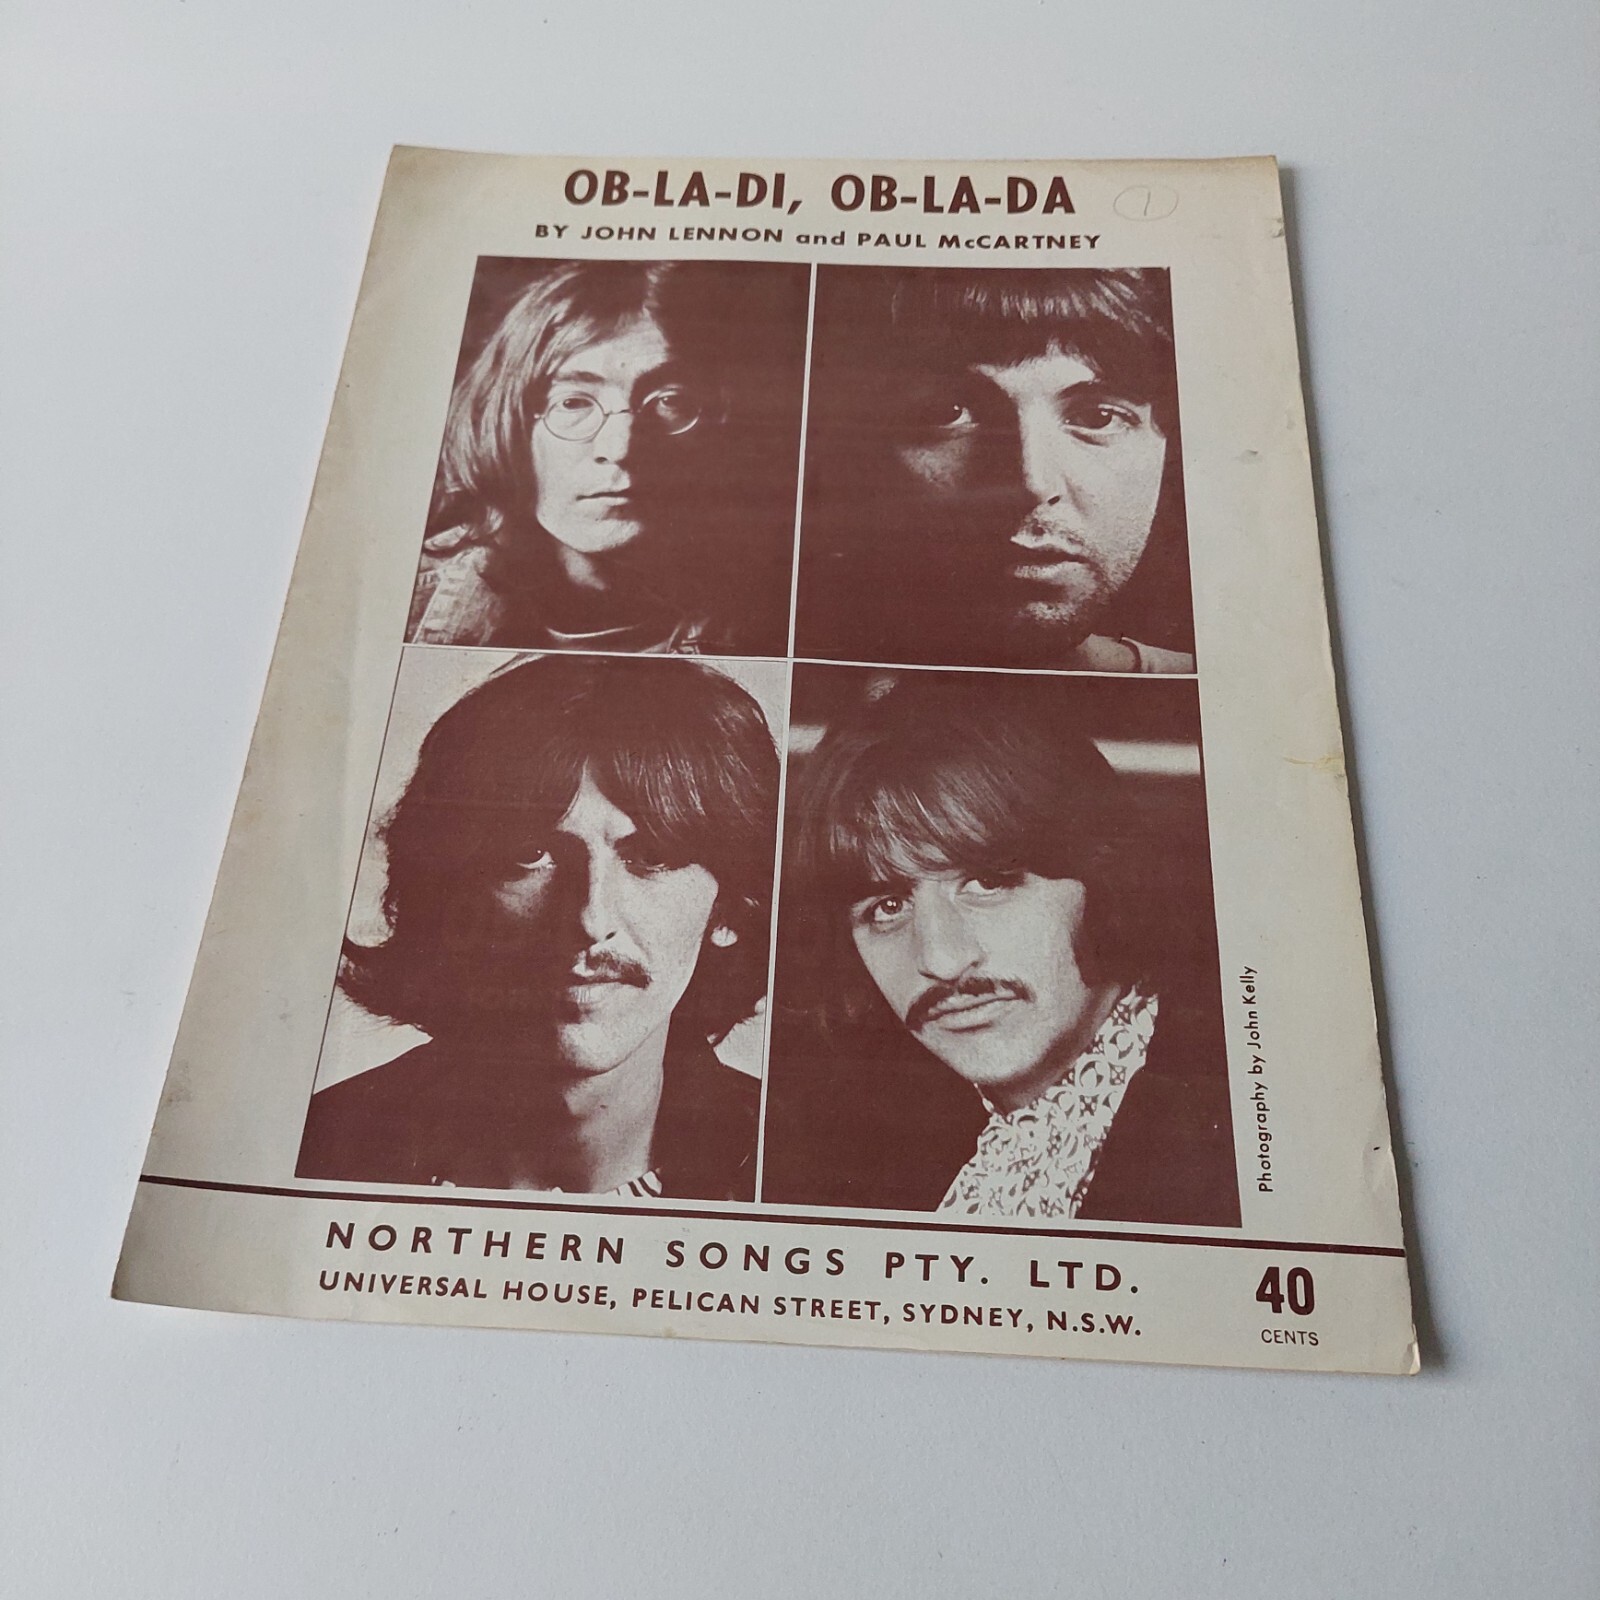 OB-LA-DI, OB-LA-DA
1
BY JOHN LENNON and PAUL McCARTNEY
Photography by John Kelly
NORTHERN SONGS PTY. LTD.
UNIVERSAL HOUSE, PELICAN STREET, SYDNEY, N.S.W.
40
CENTS